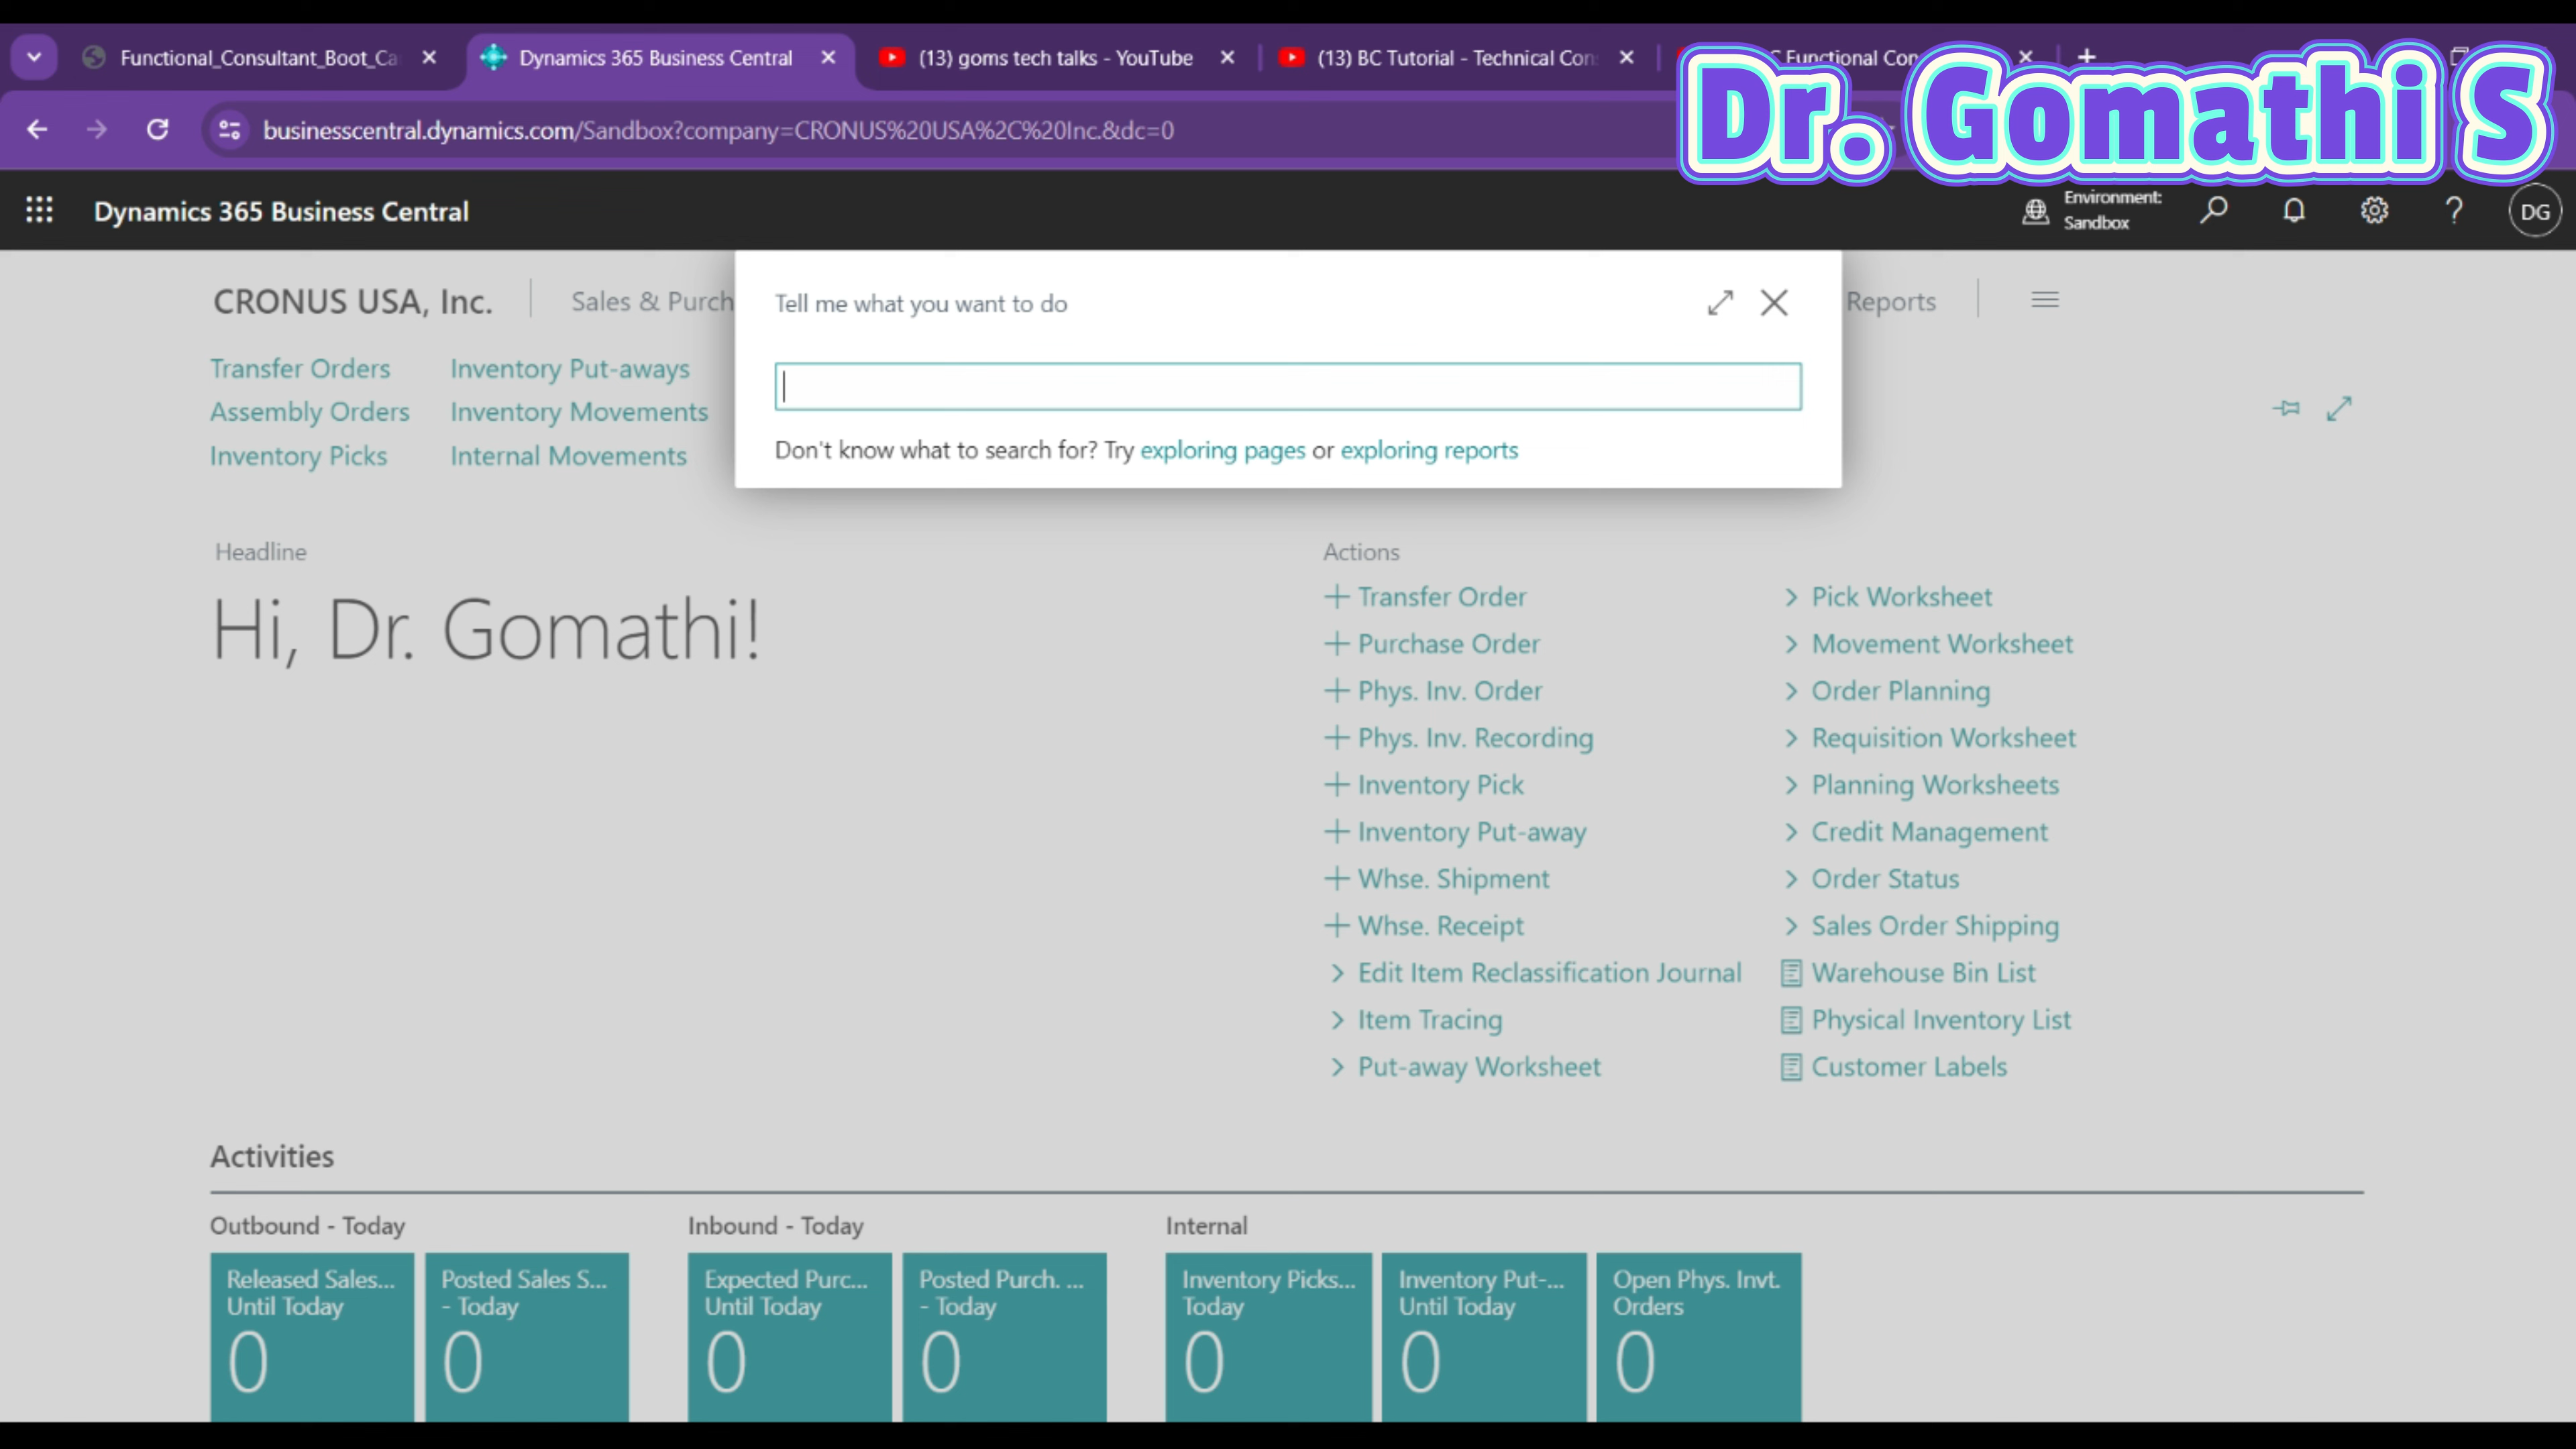 Functional_Consultant_Boot_Ca
Dynamics 365 Business Central
(13) goms tech talks - YouTube
(13) BC Tutorial - Technical Con
Functional Con
Dr. Gomathi S
businesscentral.dynamics.com/Sandbox?company=CRONUS%20USA%2C%20Inc.&dc=0
Dynamics 365 Business Central
Environment:
Sandbox
DG
CRONUS USA, Inc.
Sales & Purch
Reports
Tell me what you want to do
Don't know what to search for? Try exploring pages or exploring reports
Transfer Orders
Inventory Put-aways
Assembly Orders
Inventory Movements
Inventory Picks
Internal Movements
Headline
Hi, Dr. Gomathi!
Actions
Transfer Order
Purchase Order
Phys. Inv. Order
Phys. Inv. Recording
Inventory Pick
Inventory Put-away
Whse. Shipment
Whse. Receipt
Edit Item Reclassification Journal
Item Tracing
Put-away Worksheet
Pick Worksheet
Movement Worksheet
Order Planning
Requisition Worksheet
Planning Worksheets
Credit Management
Order Status
Sales Order Shipping
Warehouse Bin List
Physical Inventory List
Customer Labels
Activities
Outbound - Today
Released Sales...
Until Today
0
Posted Sales S...
- Today
0
Inbound - Today
Expected Purc...
Until Today
0
Posted Purch. ...
- Today
0
Internal
Inventory Picks...
Today
0
Inventory Put-...
Until Today
0
Open Phys. Invt.
Orders
0